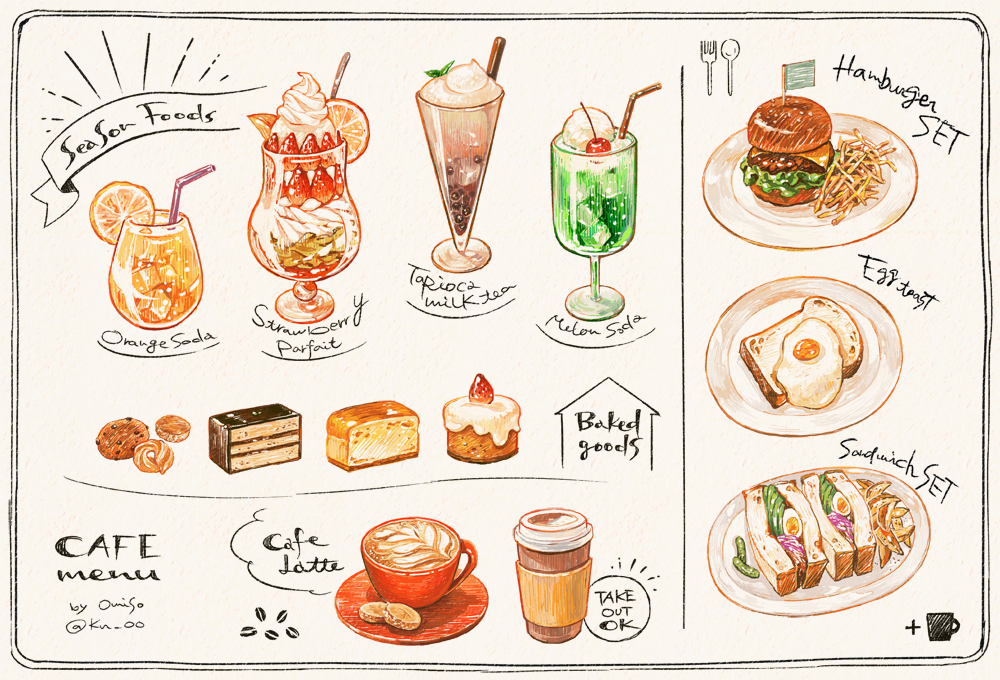 Season Foods
Orange Soda
Strawberry
Parfait
Tapioca
milk tea
Melon Soda
Baked
goods
CAFE
menu
by OmiSo
@Kn_oo
Cafe
Latte
TAKE
OUT
OK
Hamburger
SET
Egg toast
Sandwich SET
+